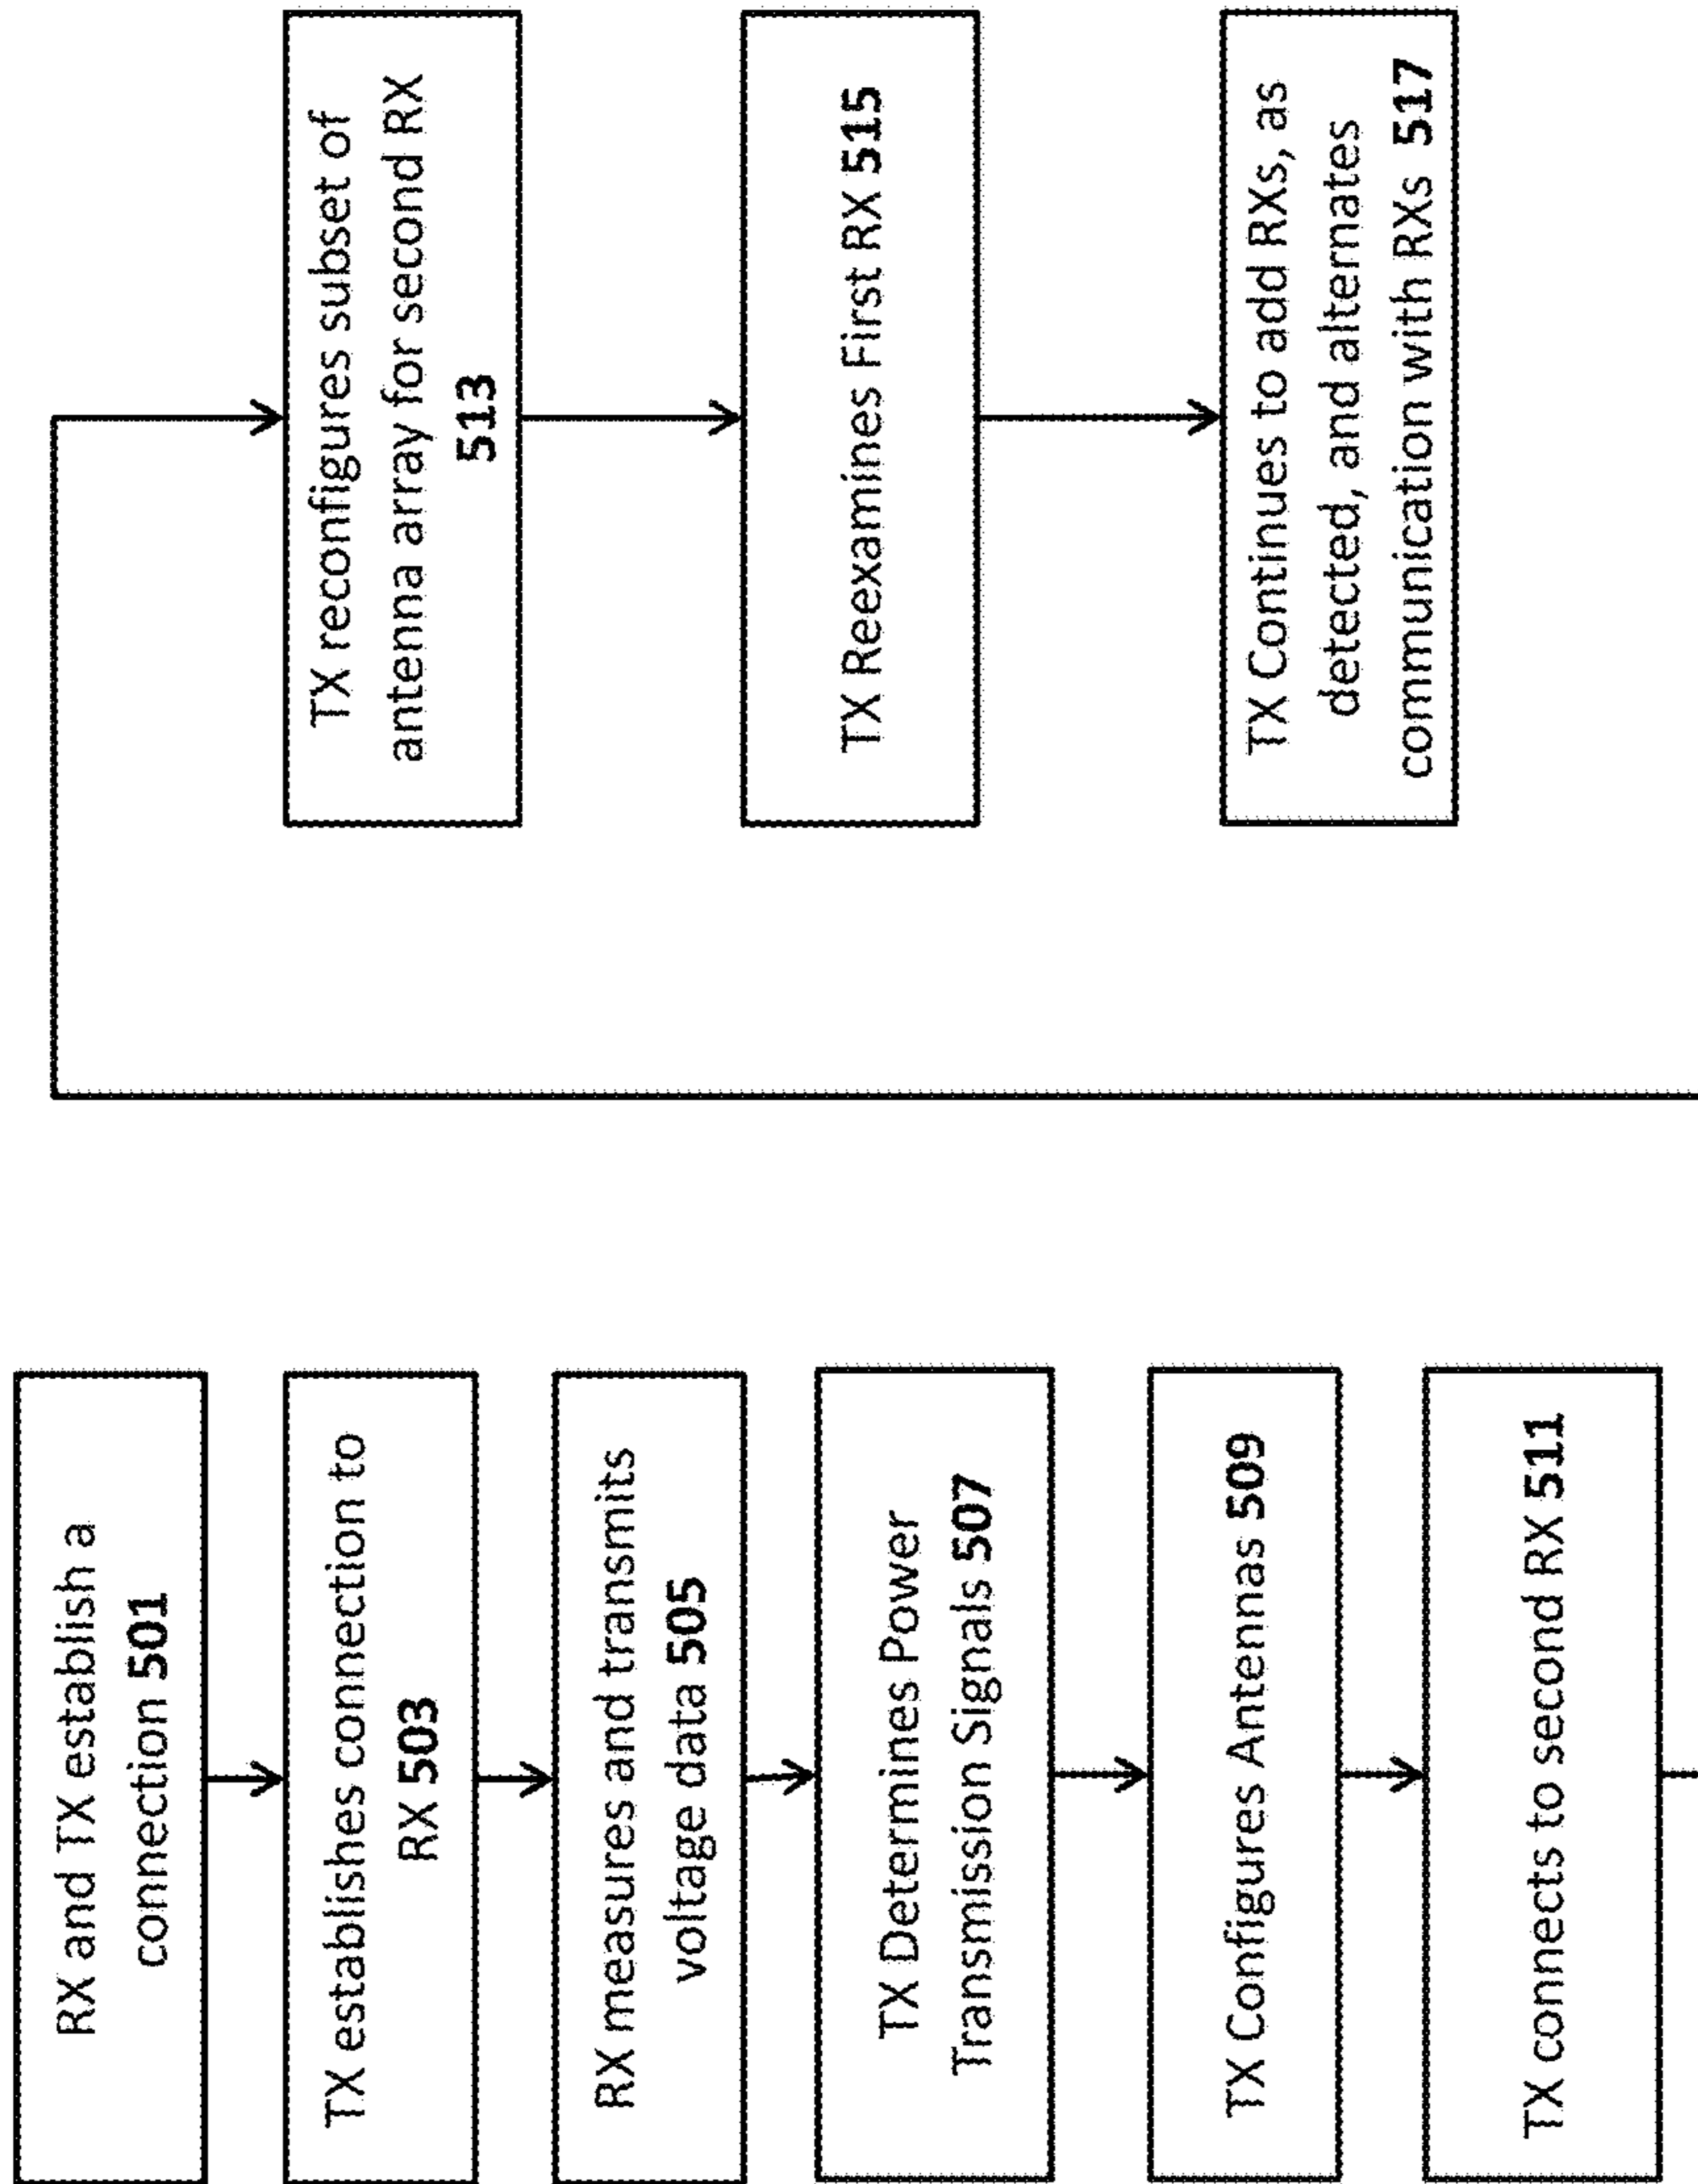 RX and TX establish a
connection 501
TX establishes connection to
RX 503
RX measures and transmits
voltage data 505
TX Determines Power
Transmission Signals 507
TX Configures Antennas 509
TX connects to second RX 511
TX reconfigures subset of
antenna array for second RX
513
TX Reexamines First RX 515
TX Continues to add RXs, as
detected, and alternates
communication with RXs 517